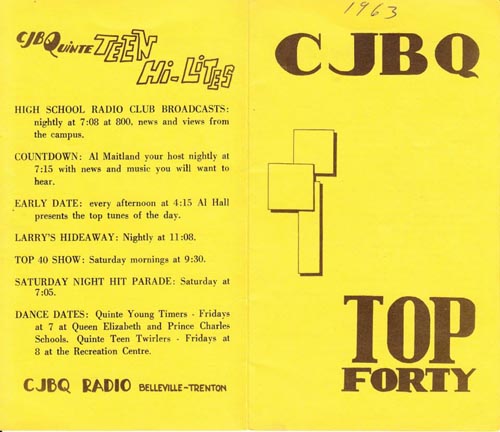 CJBQUINTE TEEN
HI-LITES
HIGH SCHOOL RADIO CLUB BROADCASTS:
nightly at 7:08 at 800, news and views from
the campus.
COUNTDOWN: Al Maitland your host nightly at
7:15 with news and music you will want to
hear.
EARLY DATE: every afternoon at 4:15 Al Hall
presents the top tunes of the day.
LARRY'S HIDEAWAY: Nightly at 11:08.
TOP 40 SHOW: Saturday mornings at 9:30.
SATURDAY NIGHT HIT PARADE: Saturday at
7:05.
DANCE DATES: Quinte Young Timers - Fridays
at 7 at Queen Elizabeth and Prince Charles
Schools. Quinte Teen Twirlers - Fridays at
8 at the Recreation Centre.
CJBQ RADIO BELLEVILLE-TRENTON
1963
CJBQ
TOP
FORTY